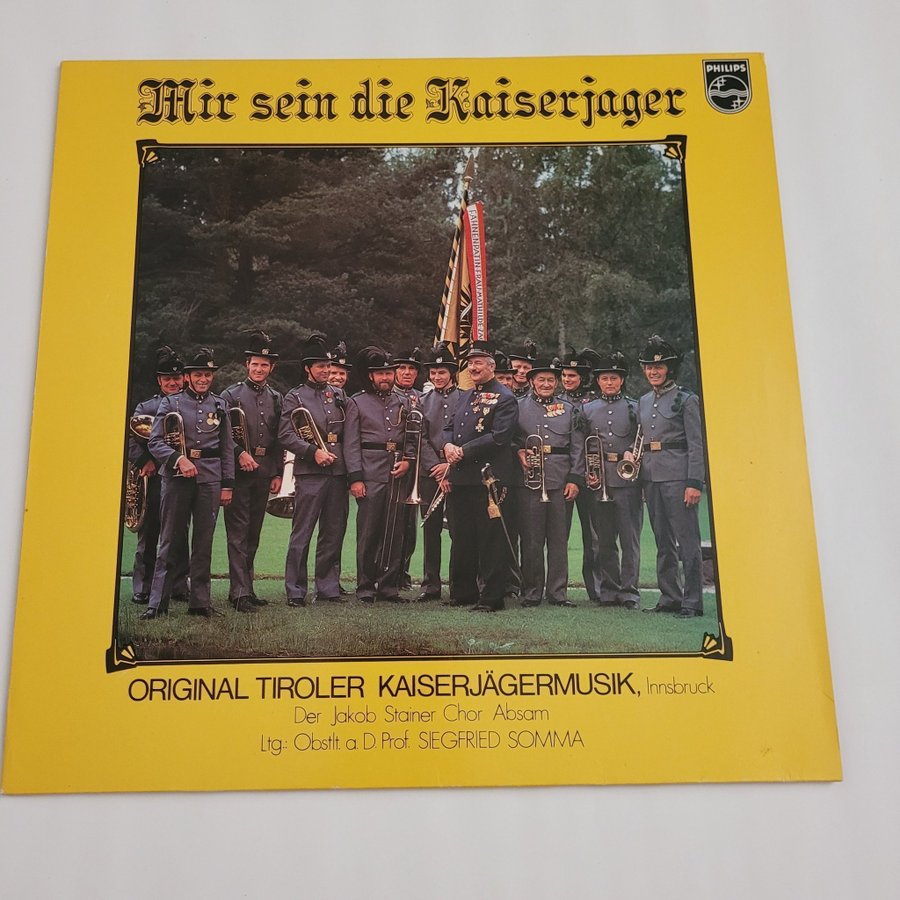 Mir sein die Kaiserjager
PHILIPS
ORIGINAL TIROLER KAISERJÄGERMUSIK, Innsbruck
Der Jakob Stainer Chor Absam
Ltg.: Obstlt. a. D. Prof. SIEGFRIED SOMMA